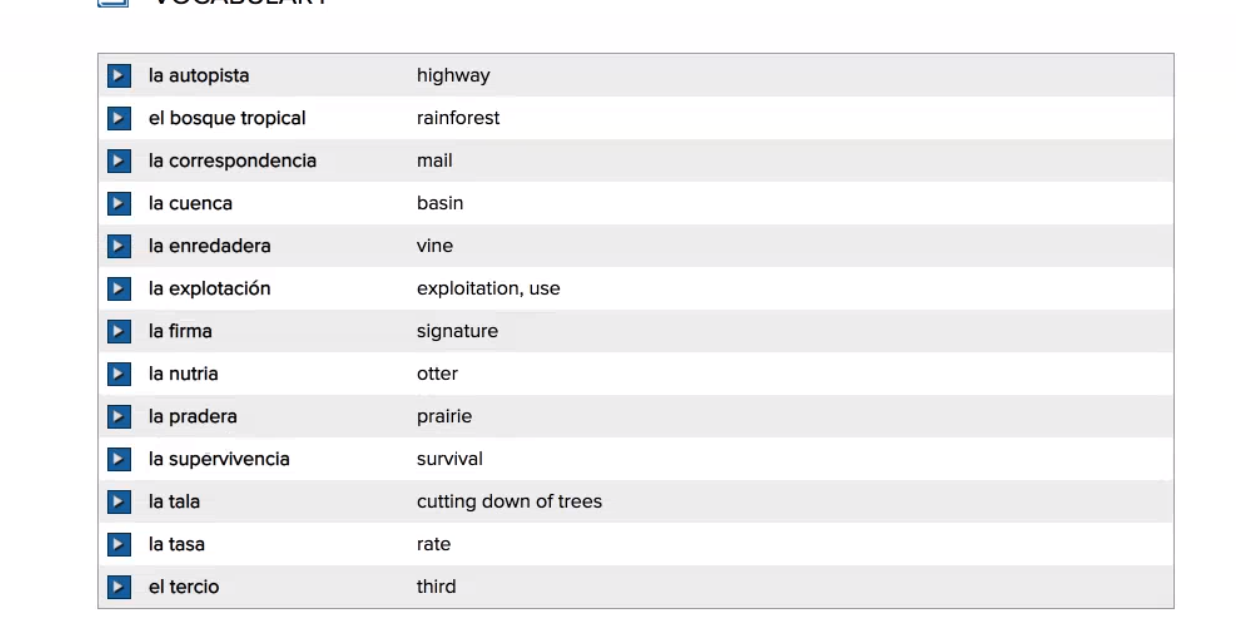 VOCABULARY
la autopista highway
el bosque tropical rainforest
la correspondencia mail
la cuenca basin
la enredadera vine
la explotación exploitation, use
la firma signature
la nutria otter
la pradera prairie
la supervivencia survival
la tala cutting down of trees
la tasa rate
el tercio third